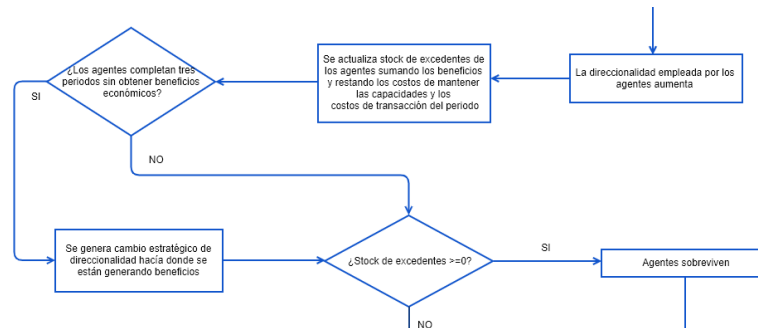 La direccionalidad empleada por los
agentes aumenta
Se actualiza stock de excedentes de
los agentes sumando los beneficios
y restando los costos de mantener
las capacidades y los
costos de transacción del periodo
¿Los agentes completan tres
periodos sin obtener beneficios
económicos?
SI
NO
Se genera cambio estratégico de
direccionalidad hacía donde se
están generando beneficios
¿Stock de excedentes >=0?
SI
Agentes sobreviven
NO